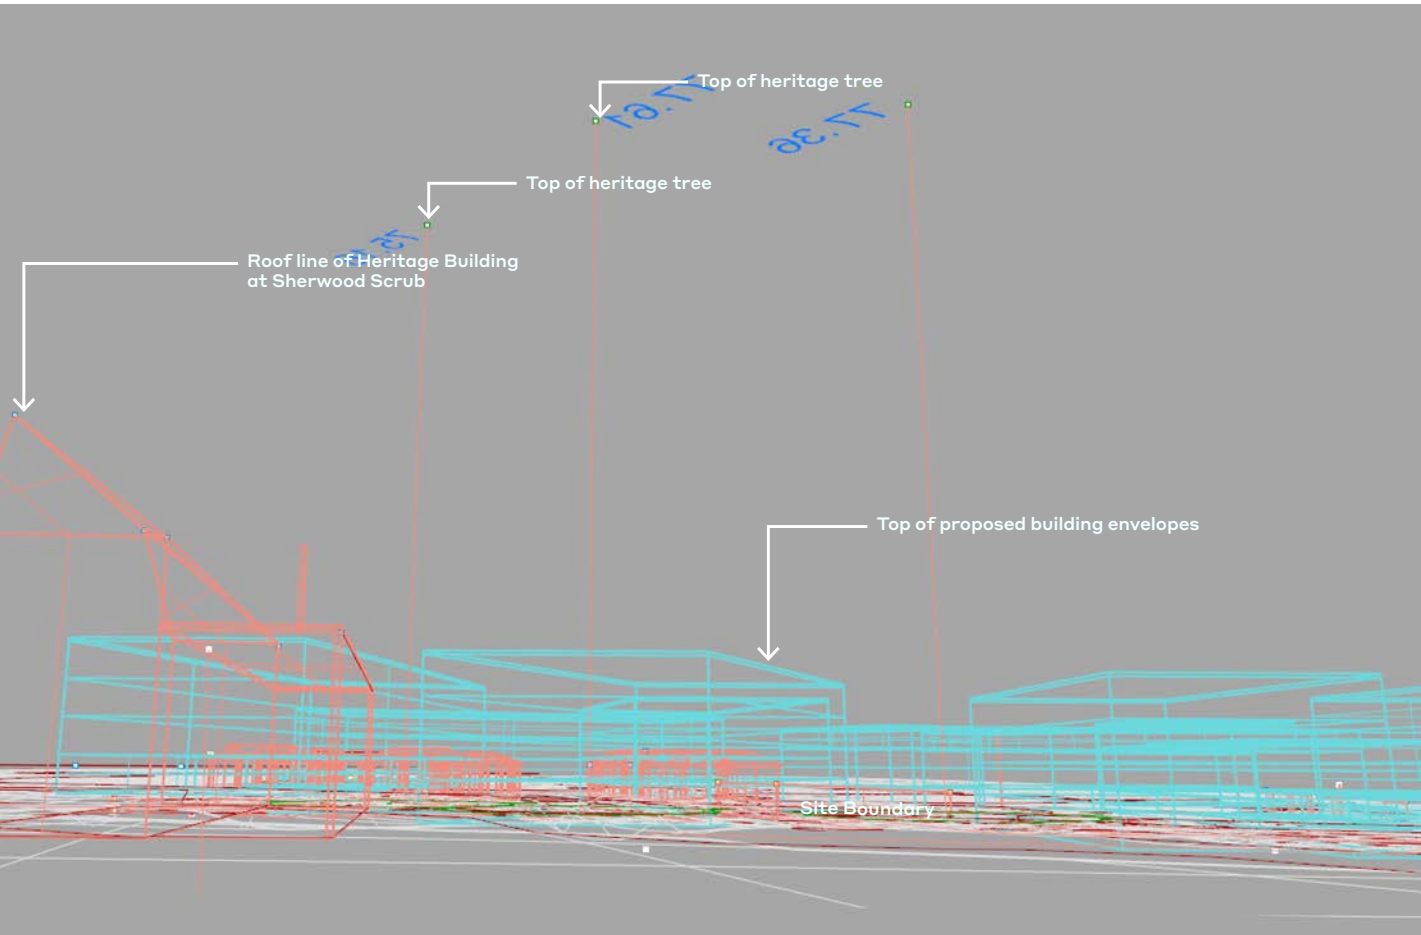 Top of heritage tree
Top of heritage tree
Roof line of Heritage Building
at Sherwood Scrub
Top of proposed building envelopes
Site Boundary